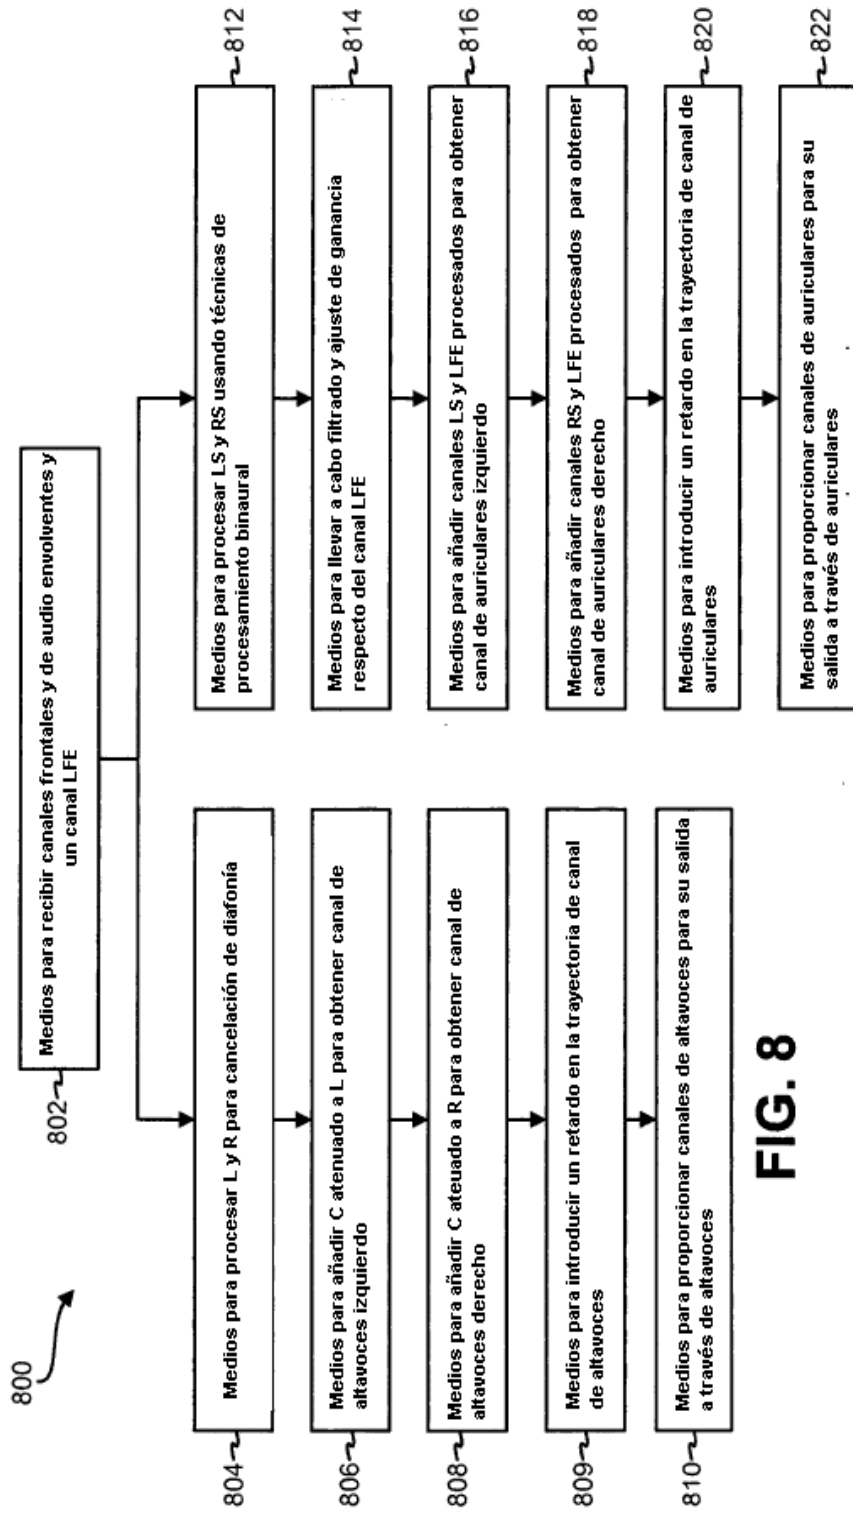 800
802
Medios para recibir canales frontales y de audio envolventes y
un canal LFE
804
Medios para procesar L y R para cancelación de diafonía
806
Medios para añadir C atenuado a L para obtener canal de
altavoces izquierdo
808
Medios para añadir C ateuado a R para obtener canal de
altavoces derecho
809
Medios para introducir un retardo en la trayectoria de canal
de altavoces
810
Medios para proporcionar canales de altavoces para su salida
a través de altavoces
Medios para procesar LS y RS usando técnicas de
procesamiento binaural
812
Medios para llevar a cabo filtrado y ajuste de ganancia
respecto del canal LFE
814
Medios para añadir canales LS y LFE procesados para obtener
canal de auriculares izquierdo
816
Medios para añadir canales RS y LFE procesados para obtener
canal de auriculares derecho
818
Medios para introducir un retardo en la trayectoria de canal de
auriculares
820
Medios para proporcionar canales de auriculares para su
salida a través de auriculares
822
FIG. 8